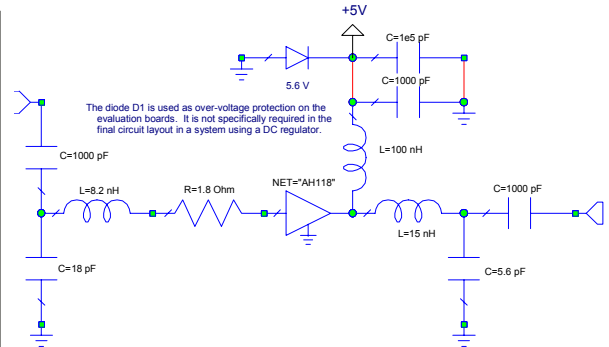 +5V
C=1e5 pF
5.6 V
C=1000 pF
The diode D1 is used as over-voltage protection on the
evaluation boards. It is not specifically required in the
final circuit layout in a system using a DC regulator.
L=100 nH
C=1000 pF
L=8.2 nH
R=1.8 Ohm
NET="AH118"
C=1000 pF
L=15 nH
C=18 pF
C=5.6 pF